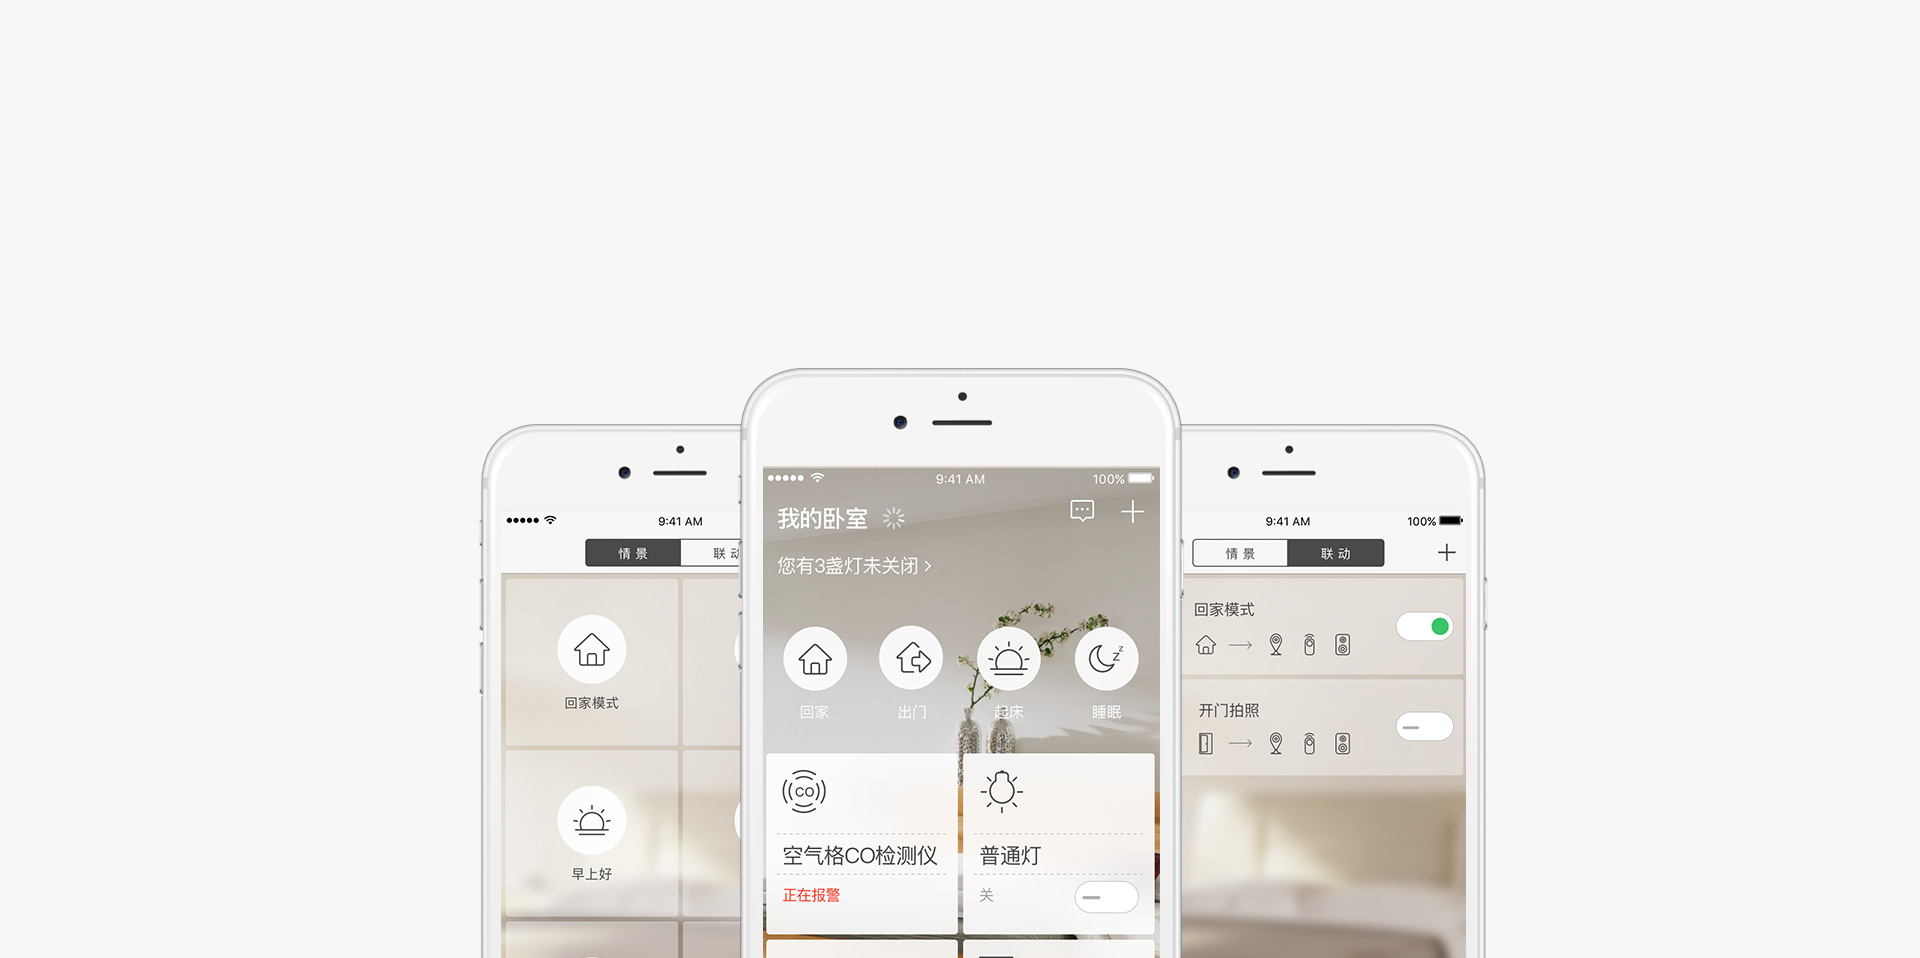 9:41 AM
情景
联动
回家模式
早上好
9:41 AM
100%
我的卧室
您有3盏灯未关闭 >
回家
出门
起床
睡眠
CO
空气格CO检测仪
正在报警
普通灯
关
9:41 AM
100%
情景
联动
回家模式
开门拍照